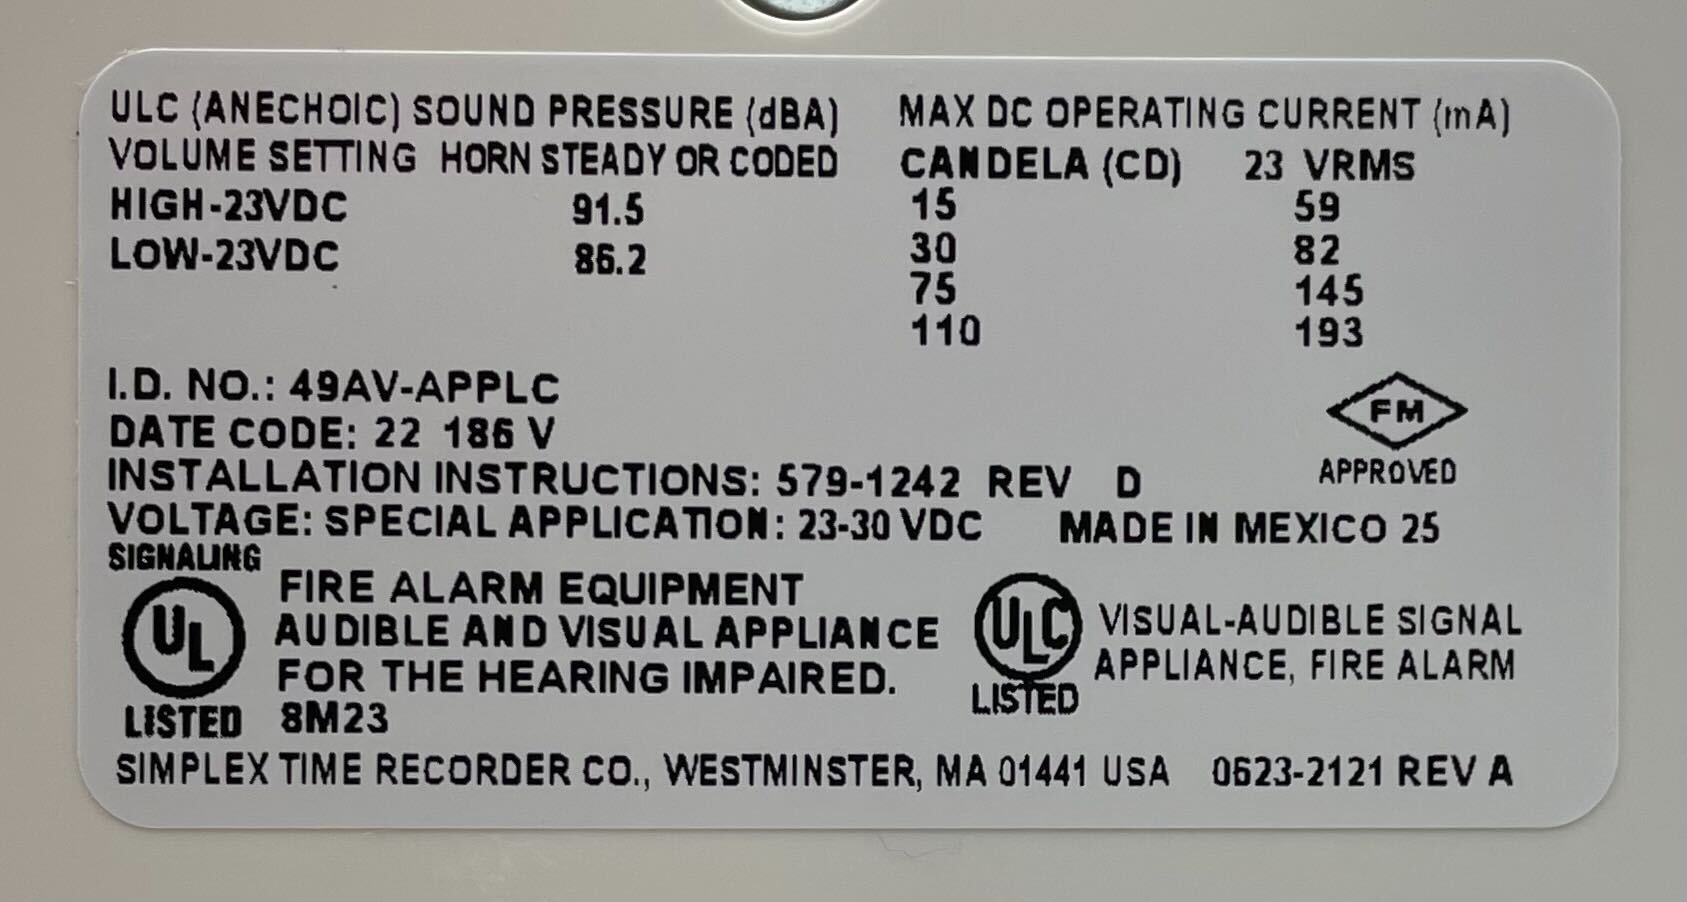 ULC (ANECHOIC) SOUND PRESSURE (dBA)
VOLUME SETTING HORN STEADY OR CODED
HIGH-23VDC 91.5
LOW-23VDC 86.2
MAX DC OPERATING CURRENT (mA)
CANDELA (CD) 23 VRMS
15 59
30 82
75 145
110 193
I.D. NO.: 49AV-APPLC
DATE CODE: 22 186 V
INSTALLATION INSTRUCTIONS: 579-1242 REV D
VOLTAGE: SPECIAL APPLICATION: 23-30 VDC
FM
APPROVED
MADE IN MEXICO 25
SIGNALING
UL
LISTED
FIRE ALARM EQUIPMENT
AUDIBLE AND VISUAL APPLIANCE
FOR THE HEARING IMPAIRED.
8M23
ULC
LISTED
VISUAL-AUDIBLE SIGNAL
APPLIANCE, FIRE ALARM
SIMPLEX TIME RECORDER CO., WESTMINSTER, MA 01441 USA 0623-2121 REV A